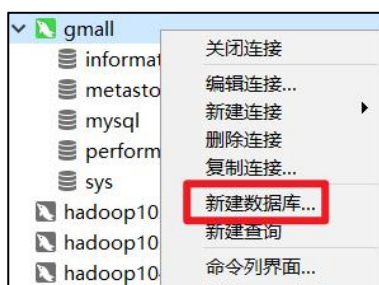 gmall
informat
metasto
mysql
perform
sys
hadoop10
hadoop10
hadoop10
关闭连接
编辑连接...
新建连接
删除连接
复制连接...
新建数据库...
新建查询
命令列界面...